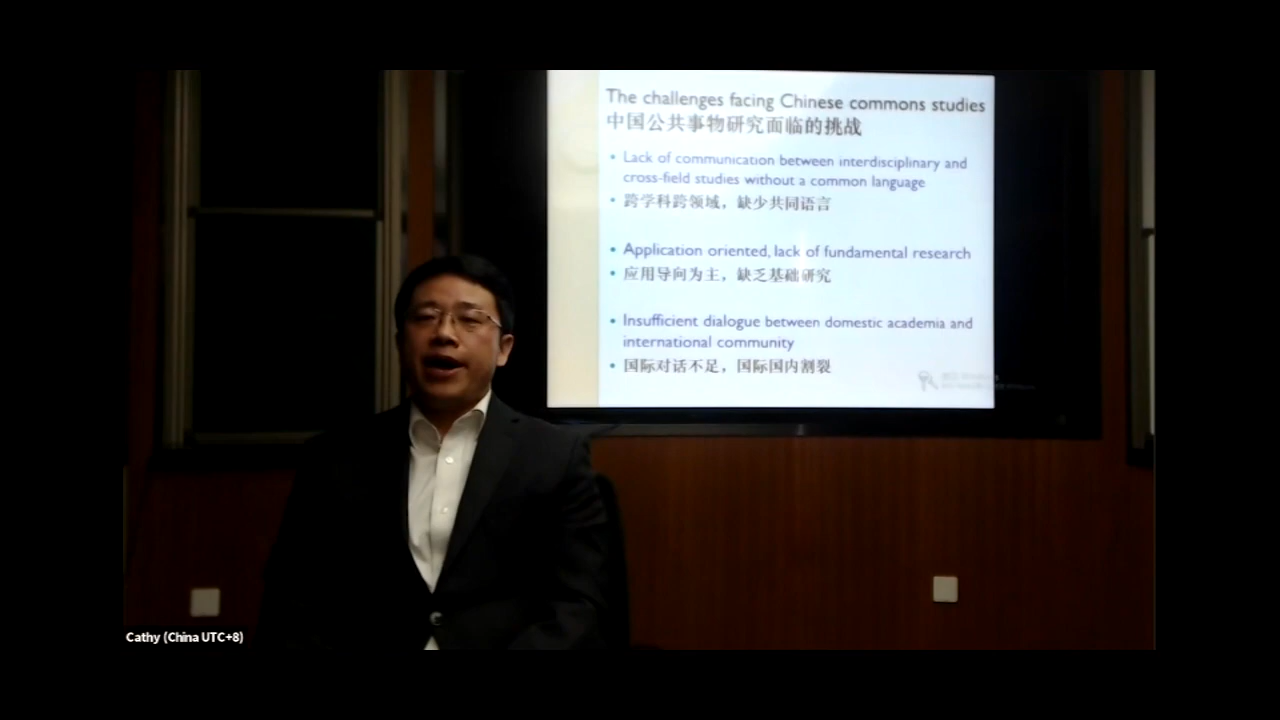 The challenges facing Chinese commons studies
中国公共事物研究面临的挑战
• Lack of communication between interdisciplinary and
cross-field studies without a common language
• 跨学科跨领域，缺少共同语言
• Application oriented, lack of fundamental research
• 应用导向为主，缺乏基础研究
• Insufficient dialogue between domestic academia and
international community
• 国际对话不足，国际国内割裂
Cathy (China UTC+8)